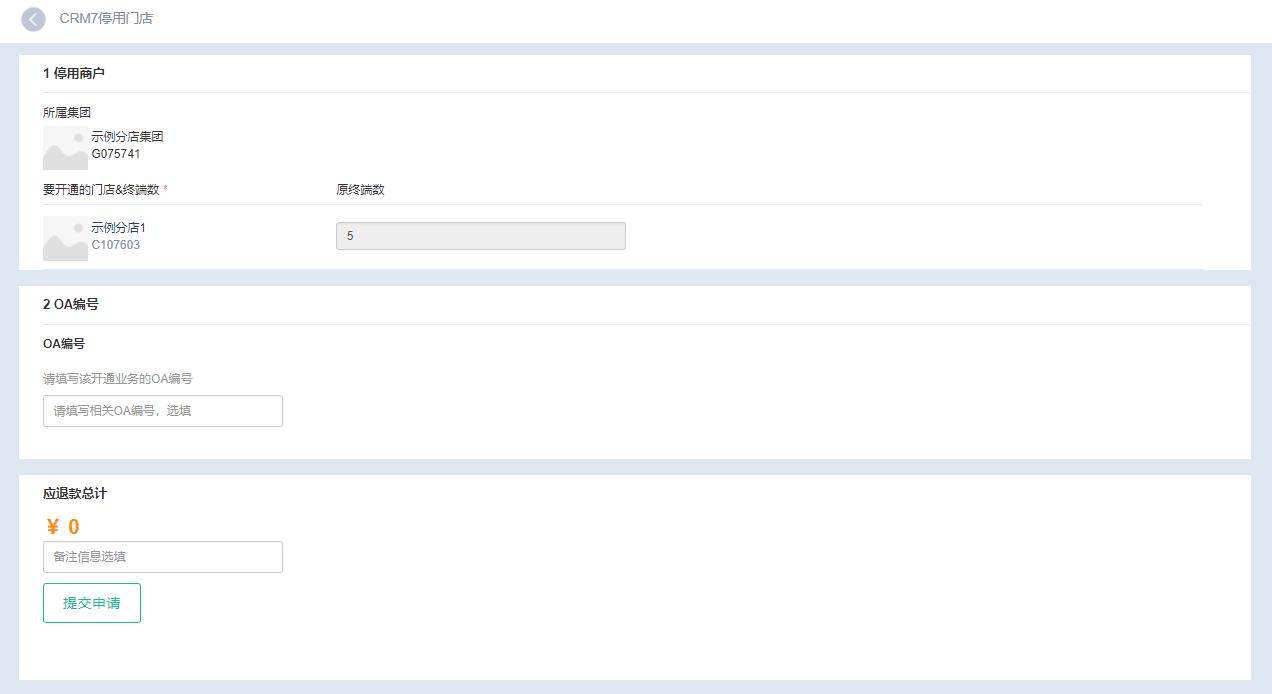 CRM7停用门店
1 停用商户
所属集团
示例分店集团
G075741
要开通的门店&终端数 *
原终端数
示例分店1
C107603
5
2 OA编号
OA编号
请填写该开通业务的OA编号
请填写相关OA编号，选填
应退款总计
¥ 0
备注信息选填
提交申请